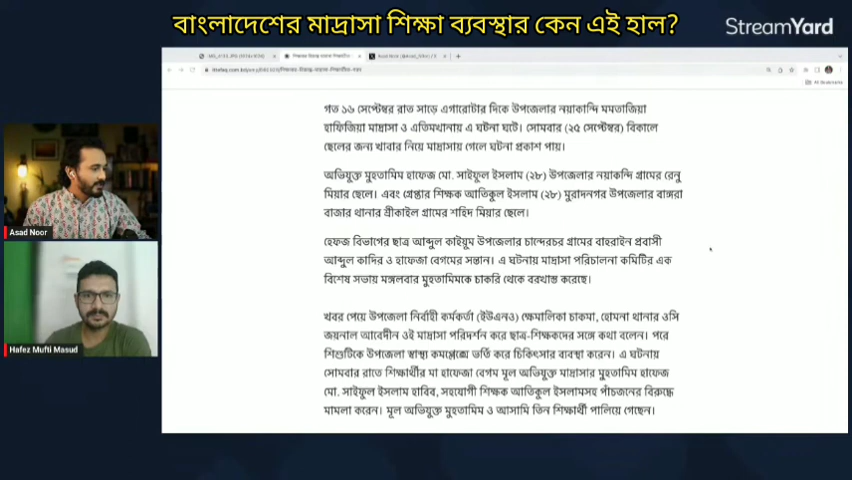 বাংলাদেশের মাদ্রাসা শিক্ষা ব্যবস্থার কেন এই হাল?
StreamYard
Asad Noor
Hafez Mufti Masud
All Bookmarks
গত ১৬ সেপ্টেম্বর রাত সাড়ে এগারোটার দিকে উপজেলার নয়াকান্দি মমতাজিয়া
হাফিজিয়া মাদ্রাসা ও এতিমখানায় এ ঘটনা ঘটে। সোমবার (২৫ সেপ্টেম্বর) বিকালে
ছেলের জন্য খাবার নিয়ে মাদ্রাসায় গেলে ঘটনা প্রকাশ পায়।
অভিযুক্ত মুহতামিম হাফেজ মো. সাইফুল ইসলাম (২৮) উপজেলার নয়াকান্দি গ্রামের রেনু
মিয়ার ছেলে। এবং গ্রেপ্তার শিক্ষক আতিকুল ইসলাম (২৮) মুরাদনগর উপজেলার বাঙ্গরা
বাজার থানার শ্রীকাইল গ্রামের শহিদ মিয়ার ছেলে।
হেফজ বিভাগের ছাত্র আব্দুল কাইয়ুম উপজেলার চান্দেরচর গ্রামের বাহরাইন প্রবাসী
আব্দুল কাদির ও হাফেজা বেগমের সন্তান। এ ঘটনায় মাদ্রাসা পরিচালনা কমিটির এক
বিশেষ সভায় মঙ্গলবার মুহতামিমকে চাকরি থেকে বরখাস্ত করেছে।
খবর পেয়ে উপজেলা নির্বাহী কর্মকর্তা (ইউএনও) ক্ষেমালিকা চাকমা, হোমনা থানার ওসি
জয়নাল আবেদীন ওই মাদ্রাসা পরিদর্শন করে ছাত্র-শিক্ষকদের সঙ্গে কথা বলেন। পরে
শিশুটিকে উপজেলা স্বাস্থ্য কমপ্লেক্সে ভর্তি করে চিকিৎসার ব্যবস্থা করেন। এ ঘটনায়
সোমবার রাতে শিক্ষার্থীর মা হাফেজা বেগম মূল অভিযুক্ত মাদ্রাসার মুহতামিম হাফেজ
মো. সাইফুল ইসলাম হাবিব, সহযোগী শিক্ষক আতিকুল ইসলামসহ পাঁচজনের বিরুদ্ধে
মামলা করেন। মূল অভিযুক্ত মুহতামিম ও আসামি তিন শিক্ষার্থী পালিয়ে গেছেন।